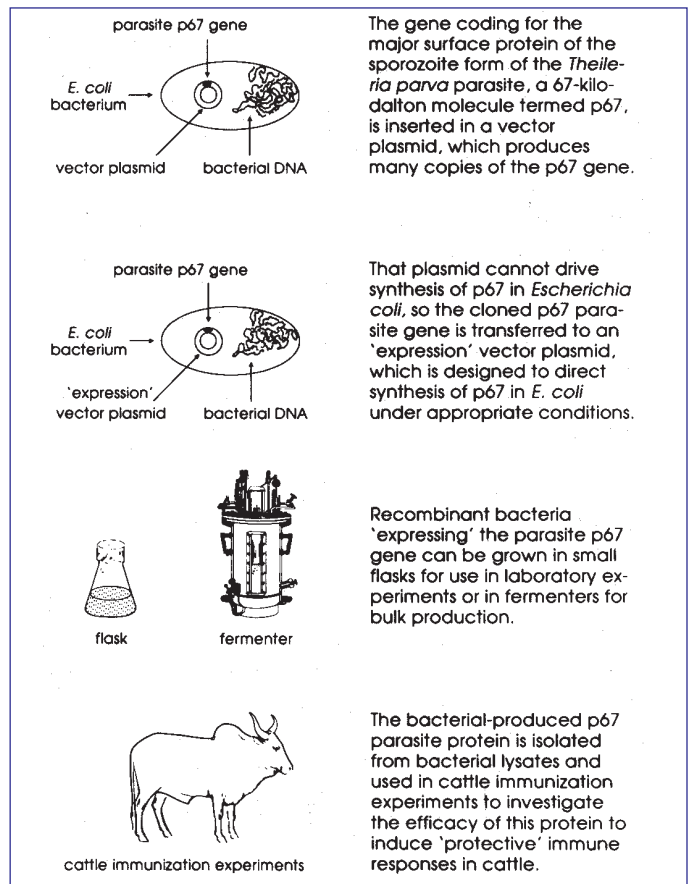 parasite p67 gene
E. coli
bacterium
vector plasmid
bacterial DNA
The gene coding for the
major surface protein of the
sporozoite form of the Theile-
ria parva parasite, a 67-kilo-
dalton molecule termed p67,
is inserted in a vector
plasmid, which produces
many copies of the p67 gene.
parasite p67 gene
E. coli
bacterium
'expression'
vector plasmid
bacterial DNA
That plasmid cannot drive
synthesis of p67 in Escherichia
coli, so the cloned p67 para-
site gene is transferred to an
'expression' vector plasmid,
which is designed to direct
synthesis of p67 in E. coli
under appropriate conditions.
flask
fermenter
Recombinant bacteria
'expressing' the parasite p67
gene can be grown in small
flasks for use in laboratory ex-
periments or in fermenters for
bulk production.
cattle immunization experiments
The bacterial-produced p67
parasite protein is isolated
from bacterial lysates and
used in cattle immunization
experiments to investigate
the efficacy of this protein to
induce 'protective' immune
responses in cattle.